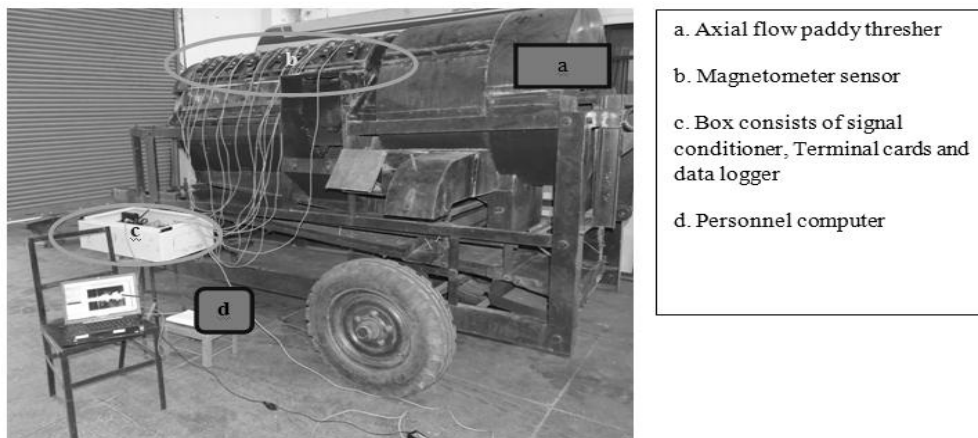 b
a
c
d
a. Axial flow paddy thresher
b. Magnetometer sensor
c. Box consists of signal
conditioner, Terminal cards and
data logger
d. Personnel computer